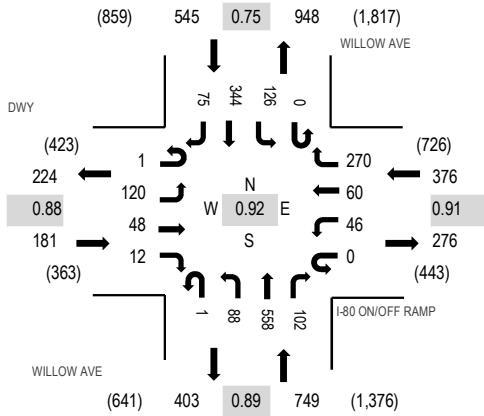 (859) 545 0.75 948 (1,817)
WILLOW AVE
75 344 126 0
DWY
(423)
224
0.88
181
(363)
1
120
48
12
N
W 0.92 E
S
270
60
46
0
(726)
376
0.91
276
(443)
1 88 558 102
I-80 ON/OFF RAMP
WILLOW AVE
(641) 403 0.89 749 (1,376)